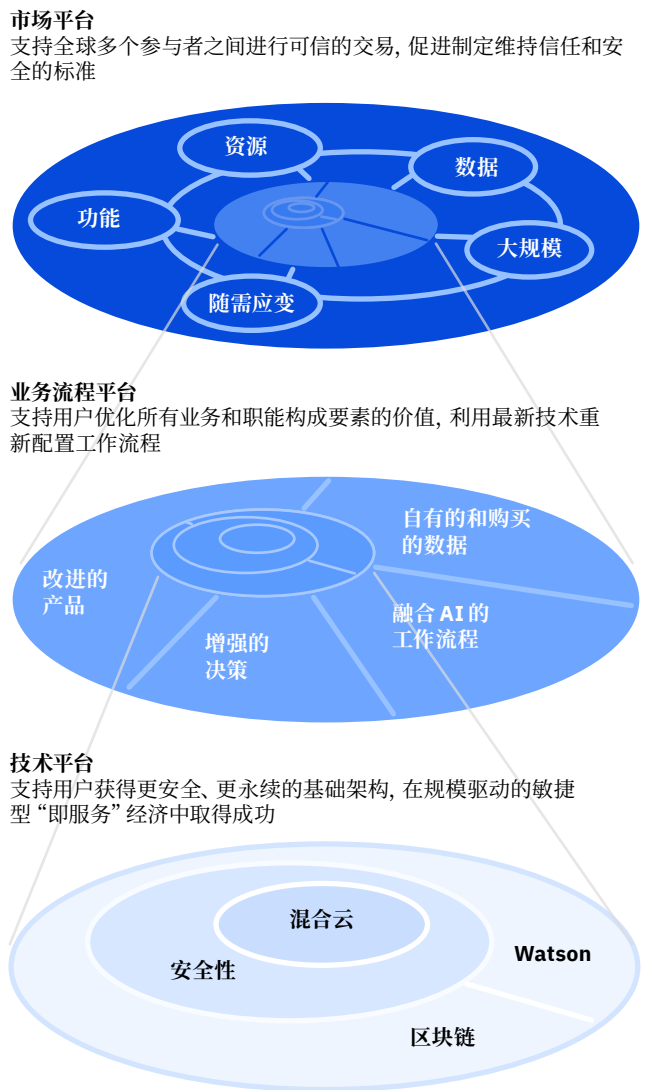 市场平台
支持全球多个参与者之间进行可信的交易, 促进制定维持信任和安
全的标准
资源
数据
功能
大规模
随需应变
业务流程平台
支持用户优化所有业务和职能构成要素的价值, 利用最新技术重
新配置工作流程
自有的和购买
的数据
改进的
产品
融合 AI 的
工作流程
增强的
决策
技术平台
支持用户获得更安全、更永续的基础架构, 在规模驱动的敏捷
型 “即服务” 经济中取得成功
混合云
安全性
Watson
区块链